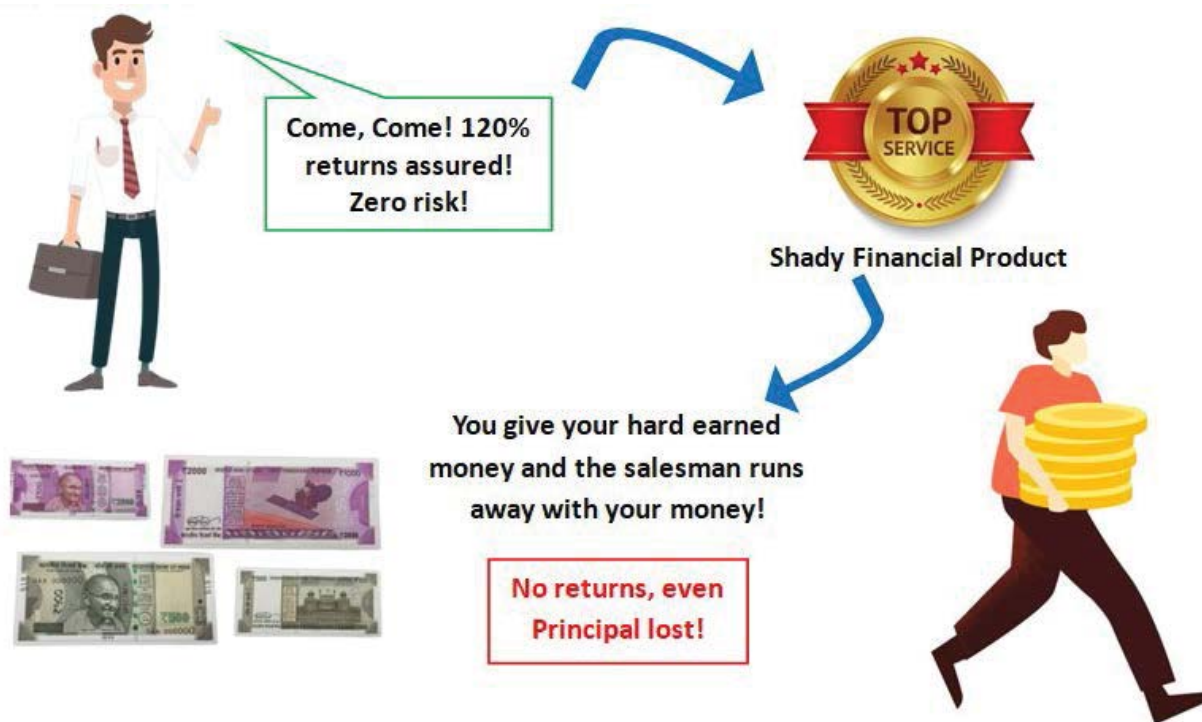 Come, Come! 120%
returns assured!
Zero risk!
TOP
SERVICE
Shady Financial Product
You give your hard earned
money and the salesman runs
away with your money!
No returns, even
Principal lost!
₹2000